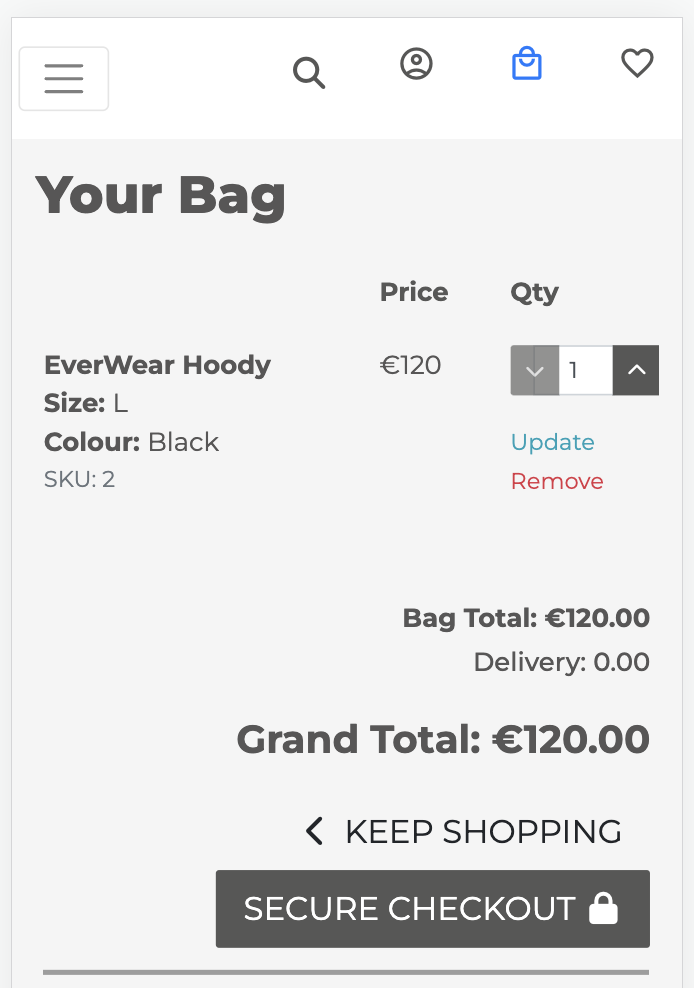 Your Bag
Price Qty
EverWear Hoody €120 1
Size: L
Colour: Black Update
SKU: 2 Remove
Bag Total: €120.00
Delivery: 0.00
Grand Total: €120.00
KEEP SHOPPING
SECURE CHECKOUT